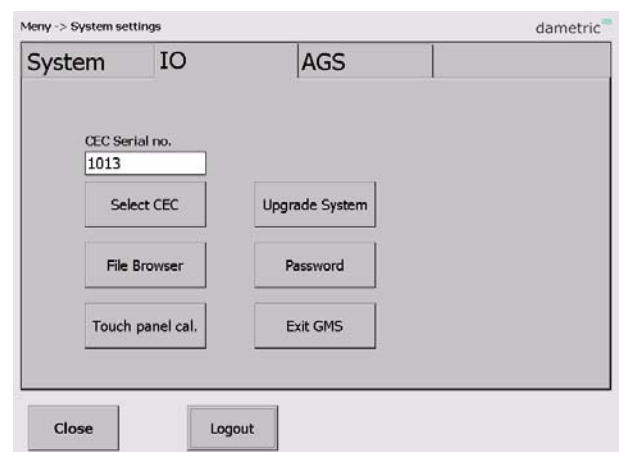 Meny -> System settings
dametric
System IO AGS
CEC Serial no.
1013
Select CEC Upgrade System
File Browser Password
Touch panel cal. Exit GMS
Close Logout